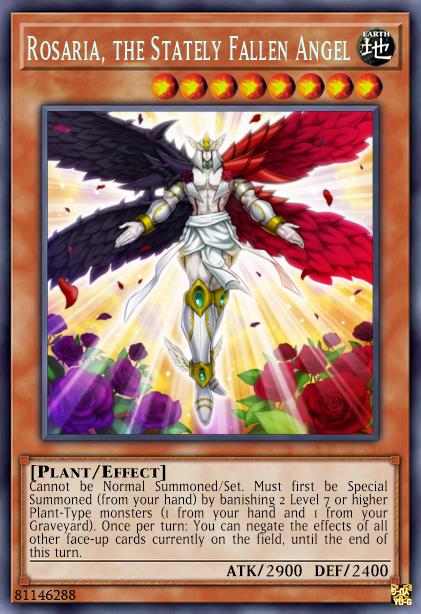 Rosaria, the Stately Fallen Angel
EARTH
地
[Plant/Effect]
Cannot be Normal Summoned/Set. Must first be Special
Summoned (from your hand) by banishing 2 Level 7 or higher
Plant-Type monsters (1 from your hand and 1 from your
Graveyard). Once per turn: You can negate the effects of all
other face-up cards currently on the field, until the end of
this turn.
ATK/2900 DEF/2400
81146288